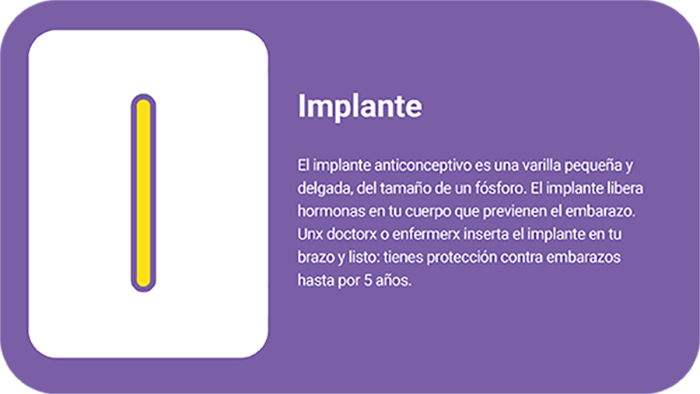 Implante
El implante anticonceptivo es una varilla pequeña y
delgada, del tamaño de un fósforo. El implante libera
hormonas en tu cuerpo que previenen el embarazo.
Unx doctorx o enfermerx inserta el implante en tu
brazo y listo: tienes protección contra embarazos
hasta por 5 años.